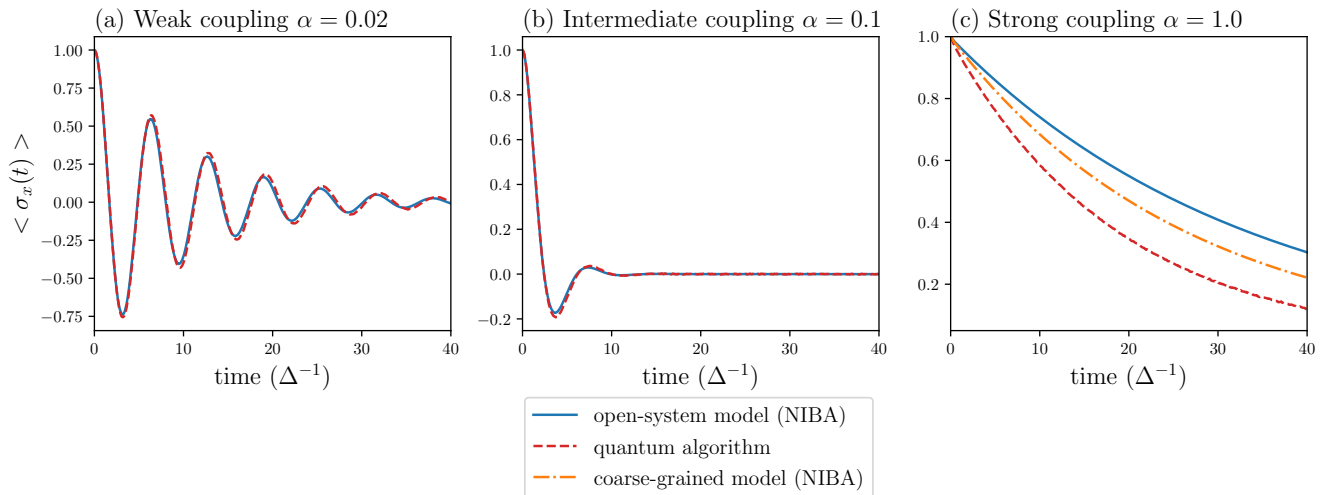 (a) Weak coupling α = 0.02
(b) Intermediate coupling α = 0.1
(c) Strong coupling α = 1.0
< σx(t) >
1.00
0.75
0.50
0.25
0.00
−0.25
−0.50
−0.75
0 10 20 30 40
time (Δ⁻¹)
1.0
0.8
0.6
0.4
0.2
0.0
−0.2
0 10 20 30 40
time (Δ⁻¹)
1.0
0.8
0.6
0.4
0.2
0 10 20 30 40
time (Δ⁻¹)
open-system model (NIBA)
quantum algorithm
coarse-grained model (NIBA)